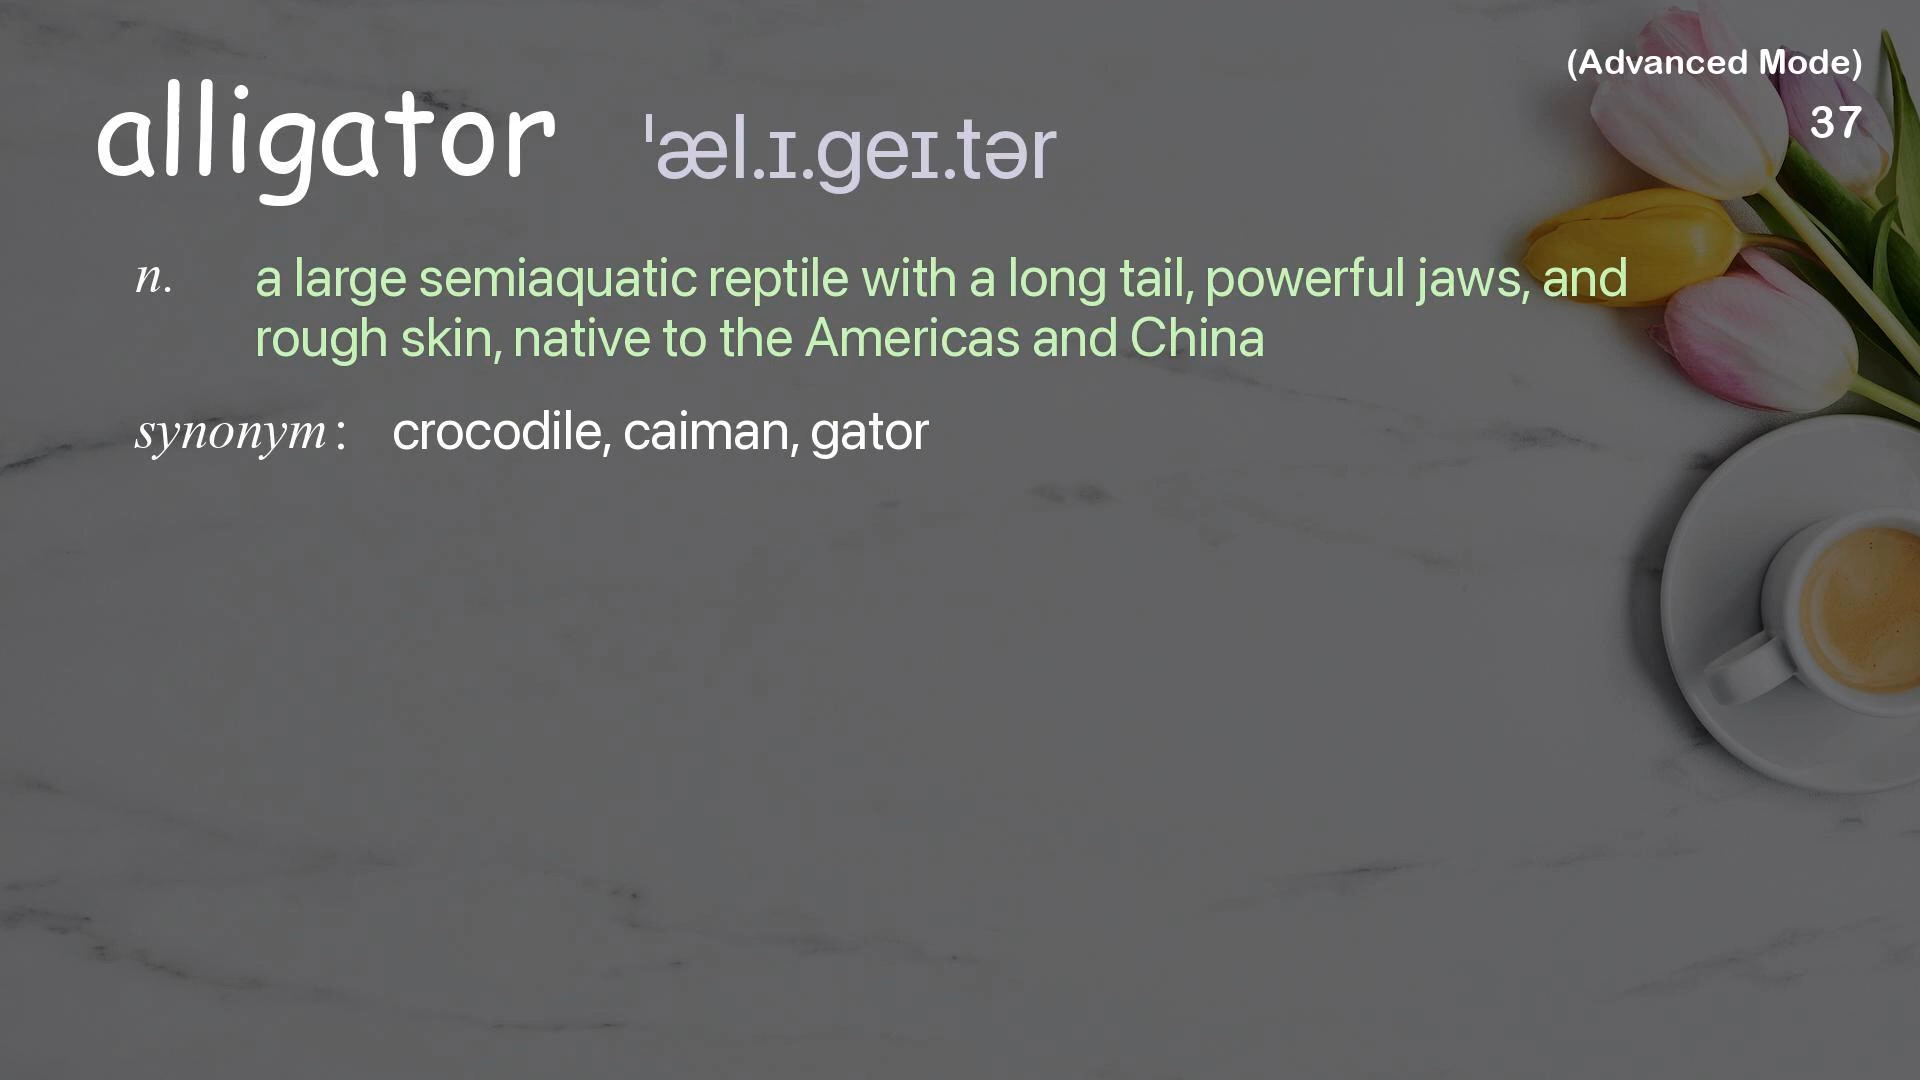 (Advanced Mode)
37
alligator ˈæl.ɪ.geɪ.tər
n. a large semiaquatic reptile with a long tail, powerful jaws, and
rough skin, native to the Americas and China
synonym: crocodile, caiman, gator